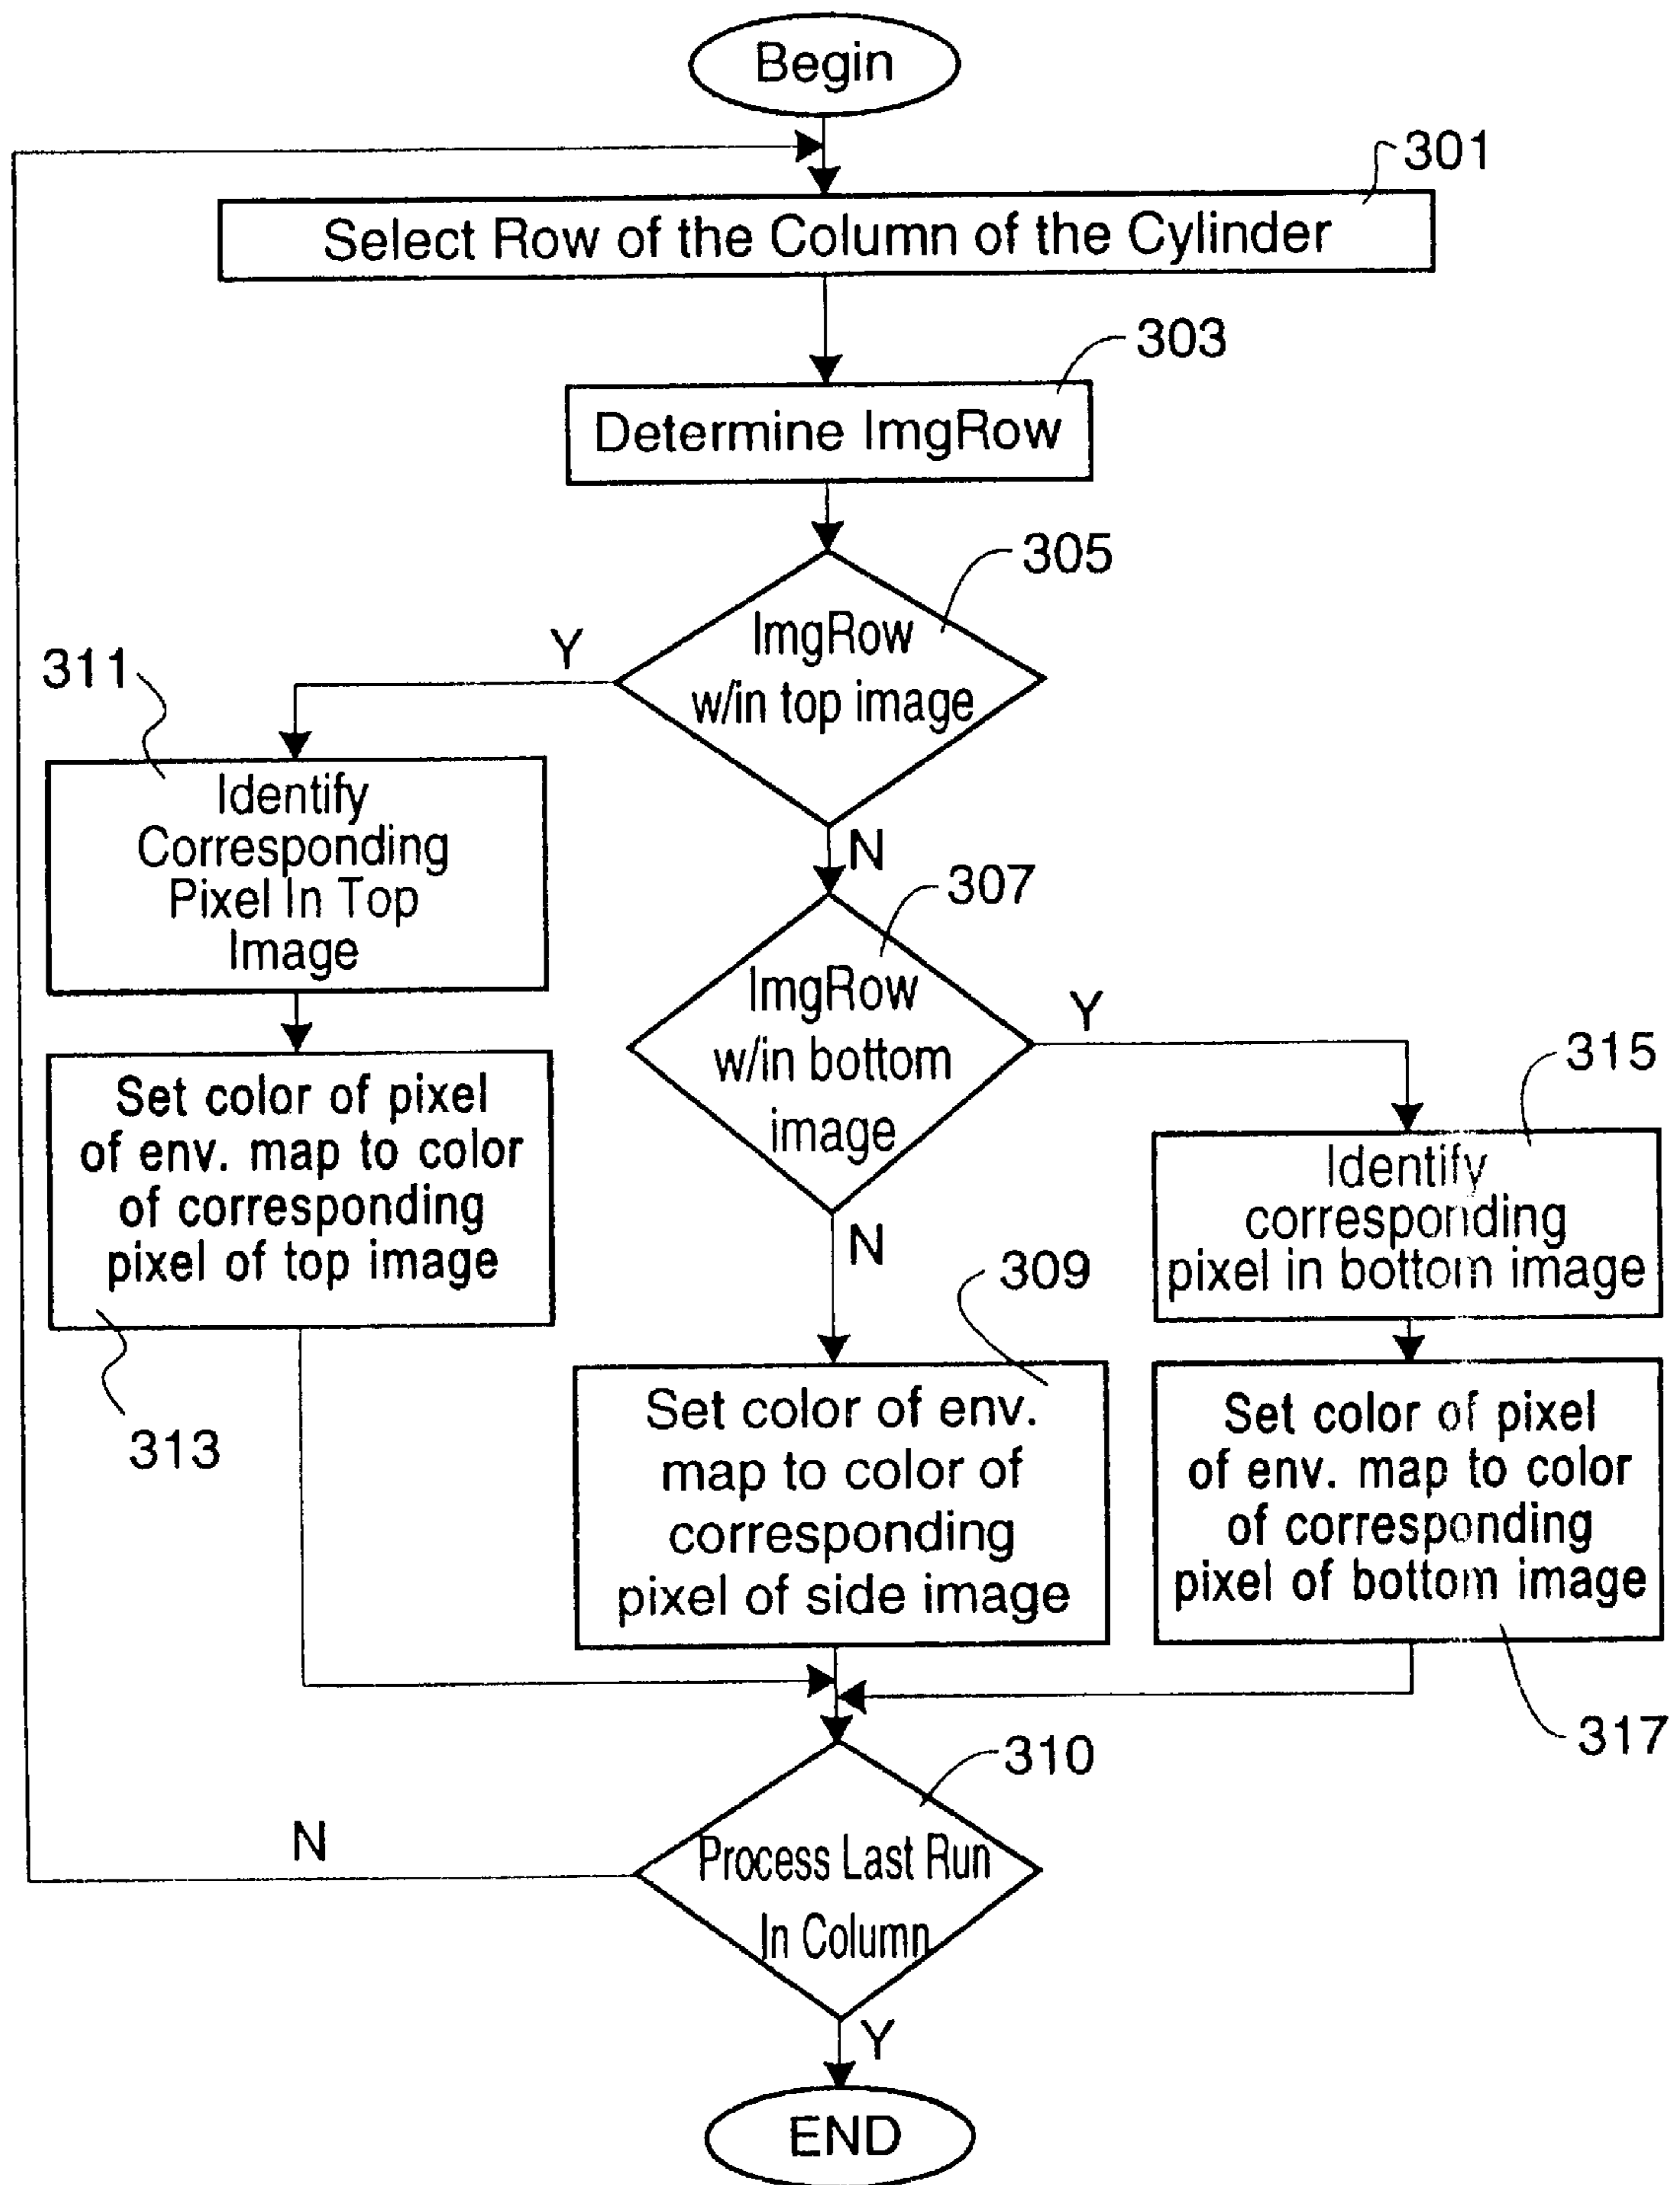 Begin
301
Select Row of the Column of the Cylinder
303
Determine ImgRow
305
ImgRow
w/in top image
Y
N
311
Identify
Corresponding
Pixel In Top
Image
Set color of pixel
of env. map to color
of corresponding
pixel of top image
313
307
ImgRow
w/in bottom
image
Y
N
315
Identify
corresponding
pixel in bottom image
309
Set color of env.
map to color of
corresponding
pixel of side image
Set color of pixel
of env. map to color
of corresponding
pixel of bottom image
317
310
Process Last Run
In Column
N
Y
END